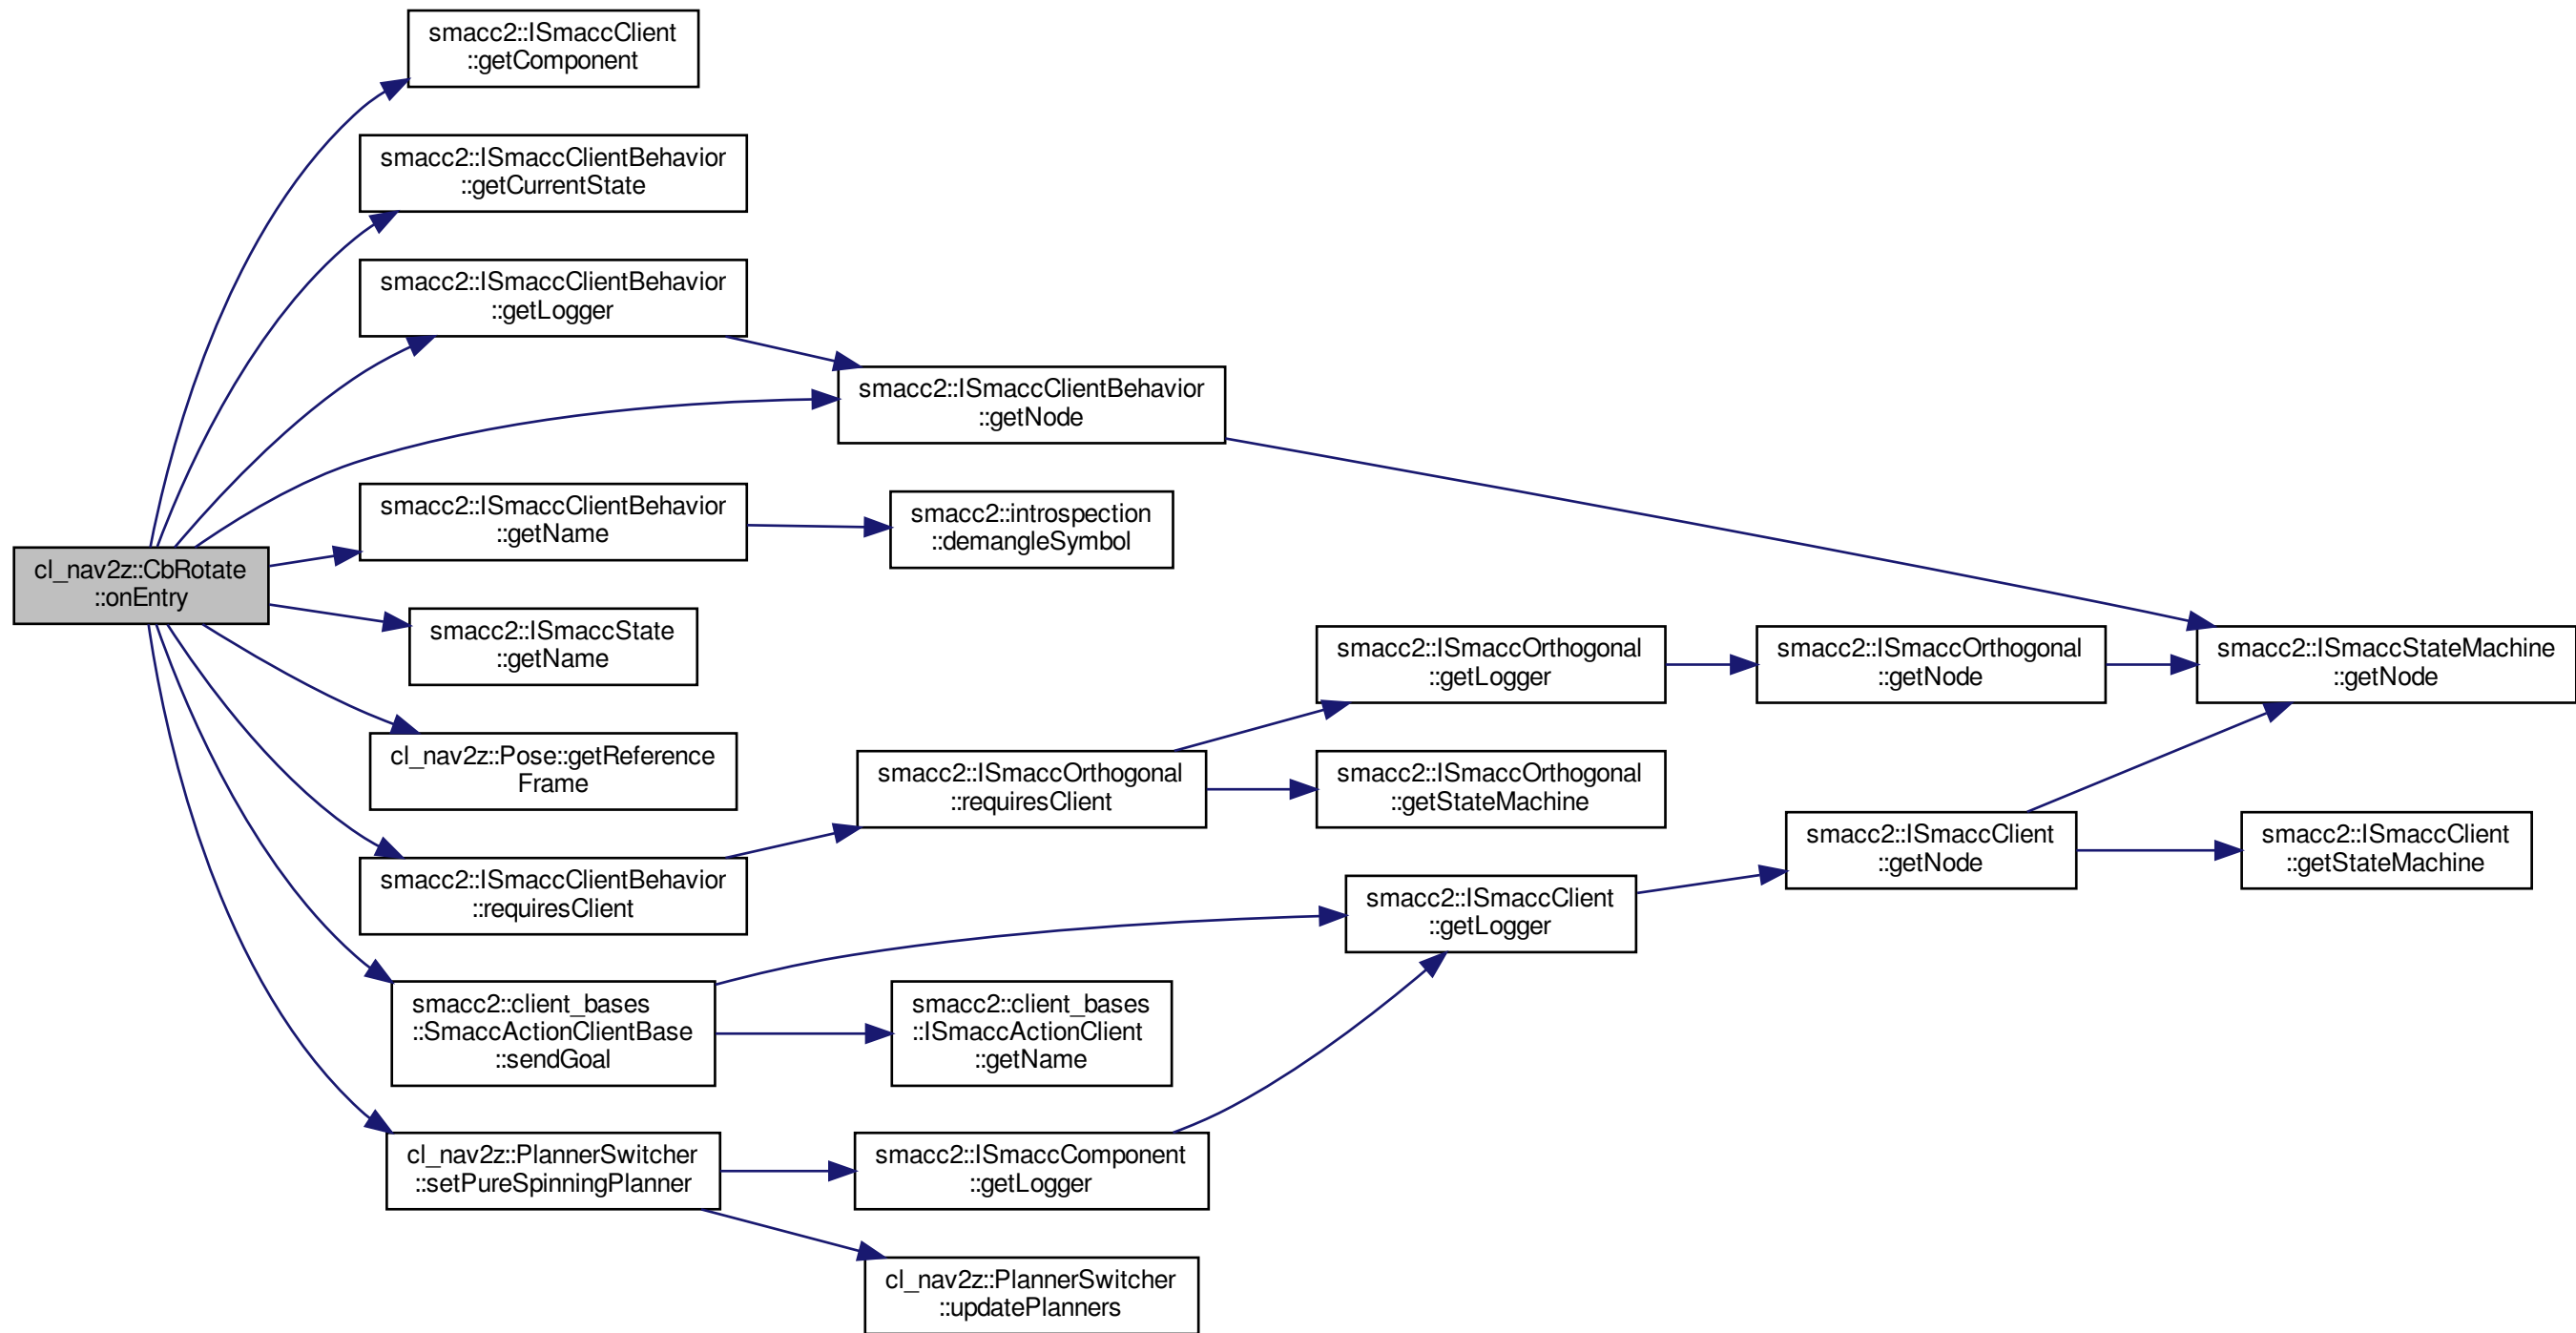 smacc2::ISmaccClient
::getComponent
smacc2::ISmaccClientBehavior
::getCurrentState
smacc2::ISmaccClientBehavior
::getLogger
smacc2::ISmaccClientBehavior
::getNode
smacc2::ISmaccClientBehavior
::getName
smacc2::introspection
::demangleSymbol
cl_nav2z::CbRotate
::onEntry
smacc2::ISmaccState
::getName
smacc2::ISmaccOrthogonal
::getLogger
smacc2::ISmaccOrthogonal
::getNode
smacc2::ISmaccStateMachine
::getNode
cl_nav2z::Pose::getReference
Frame
smacc2::ISmaccOrthogonal
::requiresClient
smacc2::ISmaccOrthogonal
::getStateMachine
smacc2::ISmaccClient
::getNode
smacc2::ISmaccClient
::getStateMachine
smacc2::ISmaccClientBehavior
::requiresClient
smacc2::ISmaccClient
::getLogger
smacc2::client_bases
::SmaccActionClientBase
::sendGoal
smacc2::client_bases
::ISmaccActionClient
::getName
cl_nav2z::PlannerSwitcher
::setPureSpinningPlanner
smacc2::ISmaccComponent
::getLogger
cl_nav2z::PlannerSwitcher
::updatePlanners